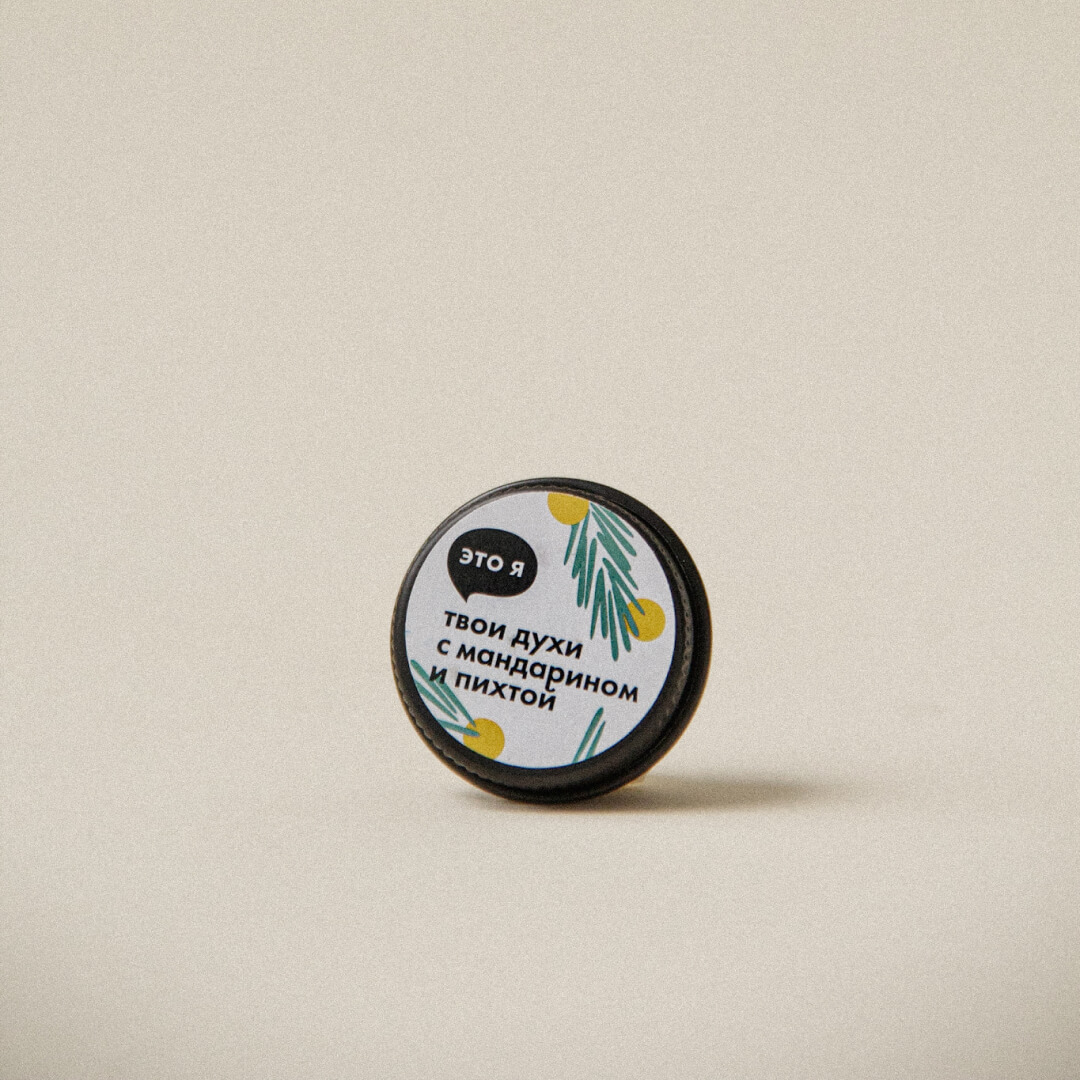 это я
твои духи
с мандарином
и пихтой